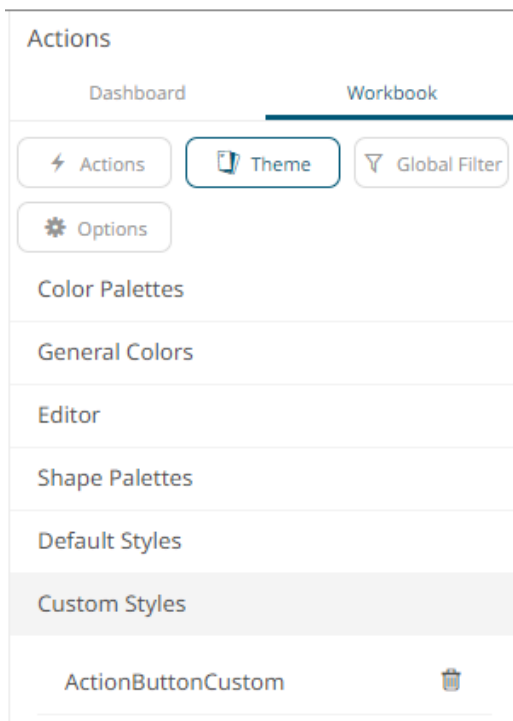 Actions
Dashboard Workbook
Actions Theme Global Filter
Options
Color Palettes
General Colors
Editor
Shape Palettes
Default Styles
Custom Styles
ActionButtonCustom